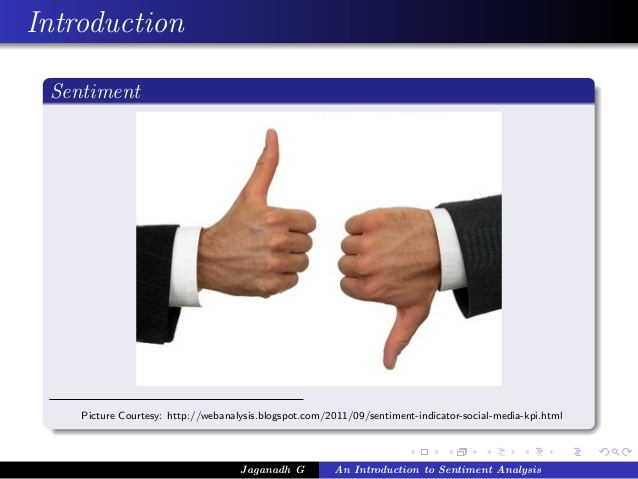 Introduction
Sentiment
Picture Courtesy: http://webanalysis.blogspot.com/2011/09/sentiment-indicator-social-media-kpi.html
Jaganadh G An Introduction to Sentiment Analysis